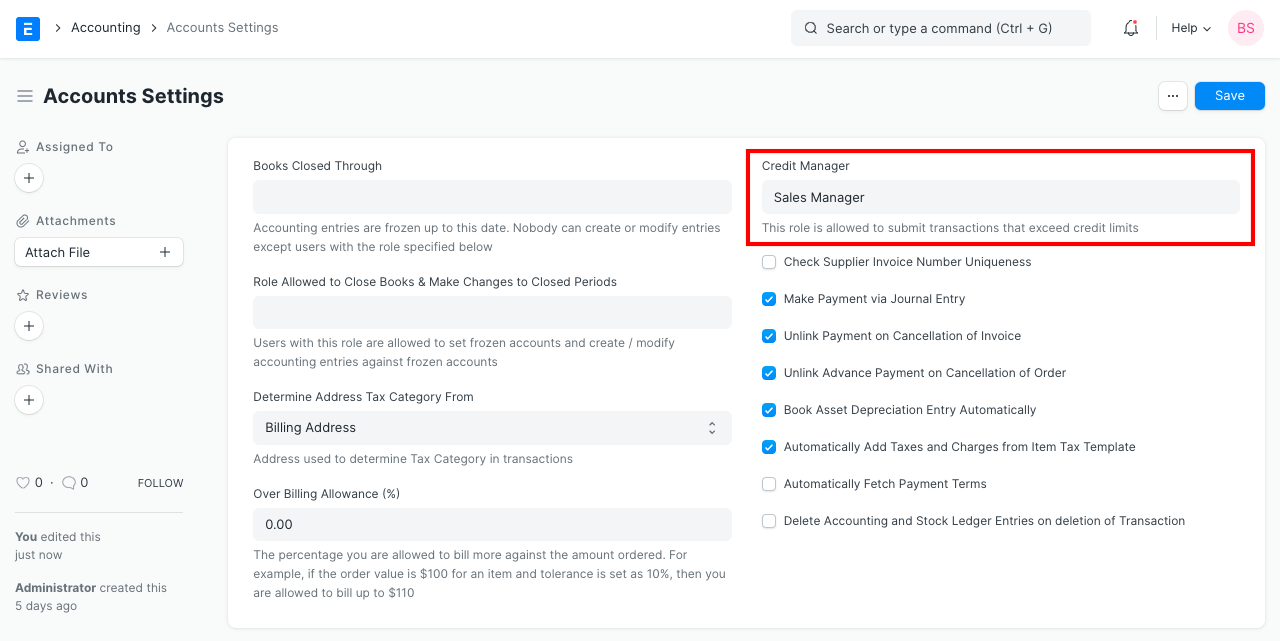 E
Accounting
Accounts Settings
Search or type a command (Ctrl + G)
Help
BS
Accounts Settings
...
Save
Assigned To
Attachments
Attach File
Reviews
Shared With
0 · 0
FOLLOW
You edited this
just now
Administrator created this
5 days ago
Books Closed Through
Accounting entries are frozen up to this date. Nobody can create or modify entries
except users with the role specified below
Role Allowed to Close Books & Make Changes to Closed Periods
Users with this role are allowed to set frozen accounts and create / modify
accounting entries against frozen accounts
Determine Address Tax Category From
Billing Address
Address used to determine Tax Category in transactions
Over Billing Allowance (%)
0.00
The percentage you are allowed to bill more against the amount ordered. For
example, if the order value is $100 for an item and tolerance is set as 10%, then you
are allowed to bill up to $110
Credit Manager
Sales Manager
This role is allowed to submit transactions that exceed credit limits
Check Supplier Invoice Number Uniqueness
Make Payment via Journal Entry
Unlink Payment on Cancellation of Invoice
Unlink Advance Payment on Cancellation of Order
Book Asset Depreciation Entry Automatically
Automatically Add Taxes and Charges from Item Tax Template
Automatically Fetch Payment Terms
Delete Accounting and Stock Ledger Entries on deletion of Transaction